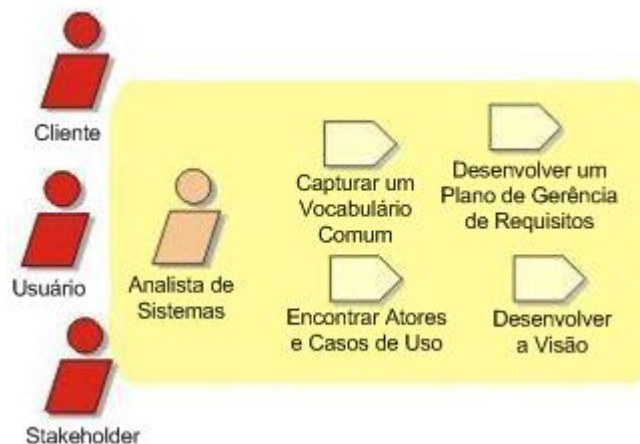 Cliente
Usuário
Stakeholder
Analista de
Sistemas
Capturar um
Vocabulário
Comum
Desenvolver um
Plano de Gerência
de Requisitos
Encontrar Atores
e Casos de Uso
Desenvolver
a Visão